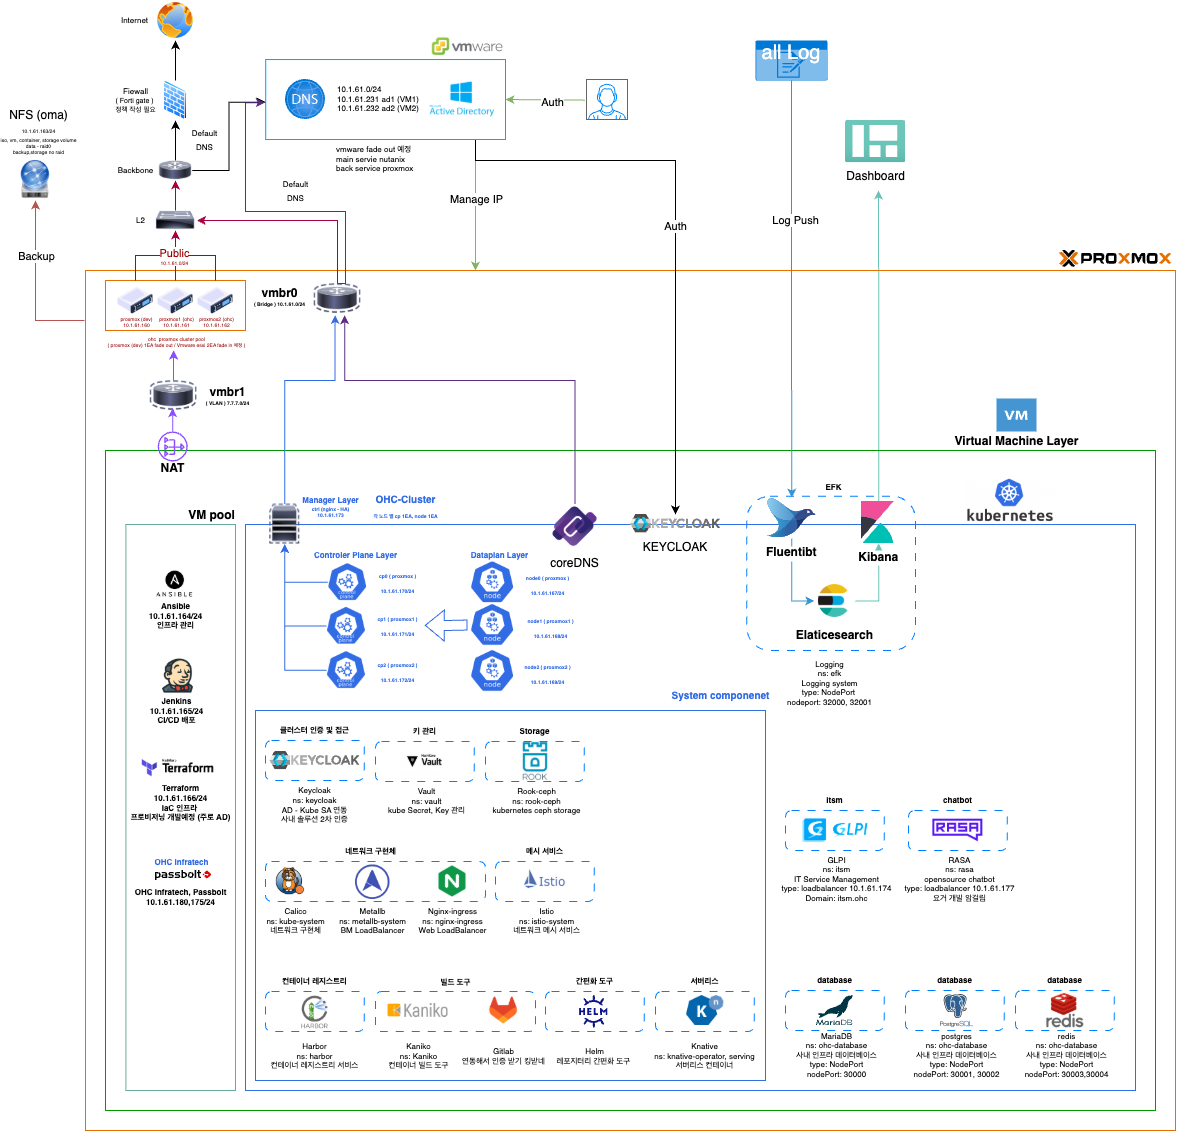 Internet
Fiewall
( Forti gate )
정책 작성 필요
Default
DNS
Backbone
L2
Public
10.1.61.0/24
NFS (oma)
10.1.61.163/24
iso, vm, container, storage volume
data - raid0
backup,storage no raid
Backup
vmware
DNS
10.1.61.0/24
10.1.61.231 ad1 (VM1)
10.1.61.232 ad2 (VM2)
Microsoft
Active Directory
vmware fade out 예정
main servie nutanix
back service proxmox
Auth
Default
DNS
Manage IP
Auth
all Log
Log Push
Dashboard
PROXMOX
proxmox (dev)
10.1.61.160
proxmox1 (ohc)
10.1.61.161
proxmox2 (ohc)
10.1.61.162
ohc proxmox cluster pool
( proxmox (dev) 1EA fade out / Vmware esxi 2EA fade in 예정 )
vmbr0
( Bridge ) 10.1.61.0/24
vmbr1
( VLAN ) 7.7.7.0/24
NAT
VM
Virtual Machine Layer
kubernetes
VM pool
ANSIBLE
Ansible
10.1.61.164/24
인프라 관리
Jenkins
10.1.61.165/24
CI/CD 배포
HashiCorp
Terraform
Terraform
10.1.61.166/24
IaC 인프라
프로비저닝 개발예정 (주로 AD)
OHC Infratech
passbolt
OHC Infratech, Passbolt
10.1.61.180,175/24
Manager Layer
ctrl (nginx - HA)
10.1.61.173
OHC-Cluster
각 노드 별 cp 1EA, node 1EA
Controler Plane Layer
control plane
cp0 ( proxmox )
10.1.61.170/24
control plane
cp1 ( proxmox1 )
10.1.61.171/24
control plane
cp2 ( proxmox2 )
10.1.61.172/24
Dataplan Layer
node
node0 ( proxmox )
10.1.61.167/24
node
node1 ( proxmox1 )
10.1.61.168/24
node
node2 ( proxmox2 )
10.1.61.169/24
coreDNS
KEYCLOAK
KEYCLOAK
EFK
Fluentibt
Kibana
Elaticesearch
Logging
ns: efk
Logging system
type: NodePort
nodeport: 32000, 32001
System componenet
클러스터 인증 및 접근
KEYCLOAK
Keycloak
ns: keycloak
AD - Kube SA 연동
사내 솔루션 2차 인증
키 관리
HashiCorp
Vault
Vault
ns: vault
kube Secret, Key 관리
Storage
ROOK
Rook-ceph
ns: rook-ceph
kubernetes ceph storage
네트워크 구현체
Calico
ns: kube-system
네트워크 구현체
Metallb
ns: metallb-system
BM LoadBalancer
N
Nginx-ingress
ns: nginx-ingress
Web LoadBalancer
메시 서비스
Istio
Istio
ns: istio-system
네트워크 메시 서비스
컨테이너 레지스트리
HARBOR
Harbor
ns: harbor
컨테이너 레지스트리 서비스
빌드 도구
Kaniko
Kaniko
ns: Kaniko
컨테이너 빌드 도구
Gitlab
연동해서 인증 받기 킹받네
간편화 도구
HELM
Helm
레포지터리 간편화 도구
서버리스
K
n
Knative
ns: knative-operator, serving
서버리스 컨테이너
itsm
G GLPI
GLPI
ns: itsm
IT Service Management
type: loadbalancer 10.1.61.174
Domain: itsm.ohc
chatbot
RASA
RASA
ns: rasa
opensource chatbot
type: loadbalancer 10.1.61.177
요거 개발 암걸림
database
MariaDB
MariaDB
ns: ohc-database
사내 인프라 데이터베이스
type: NodePort
nodePort: 30000
database
PostgreSQL
postgres
ns: ohc-database
사내 인프라 데이터베이스
type: NodePort
nodePort: 30001, 30002
database
redis
redis
ns: ohc-database
사내 인프라 데이터베이스
type: NodePort
nodePort: 30003,30004